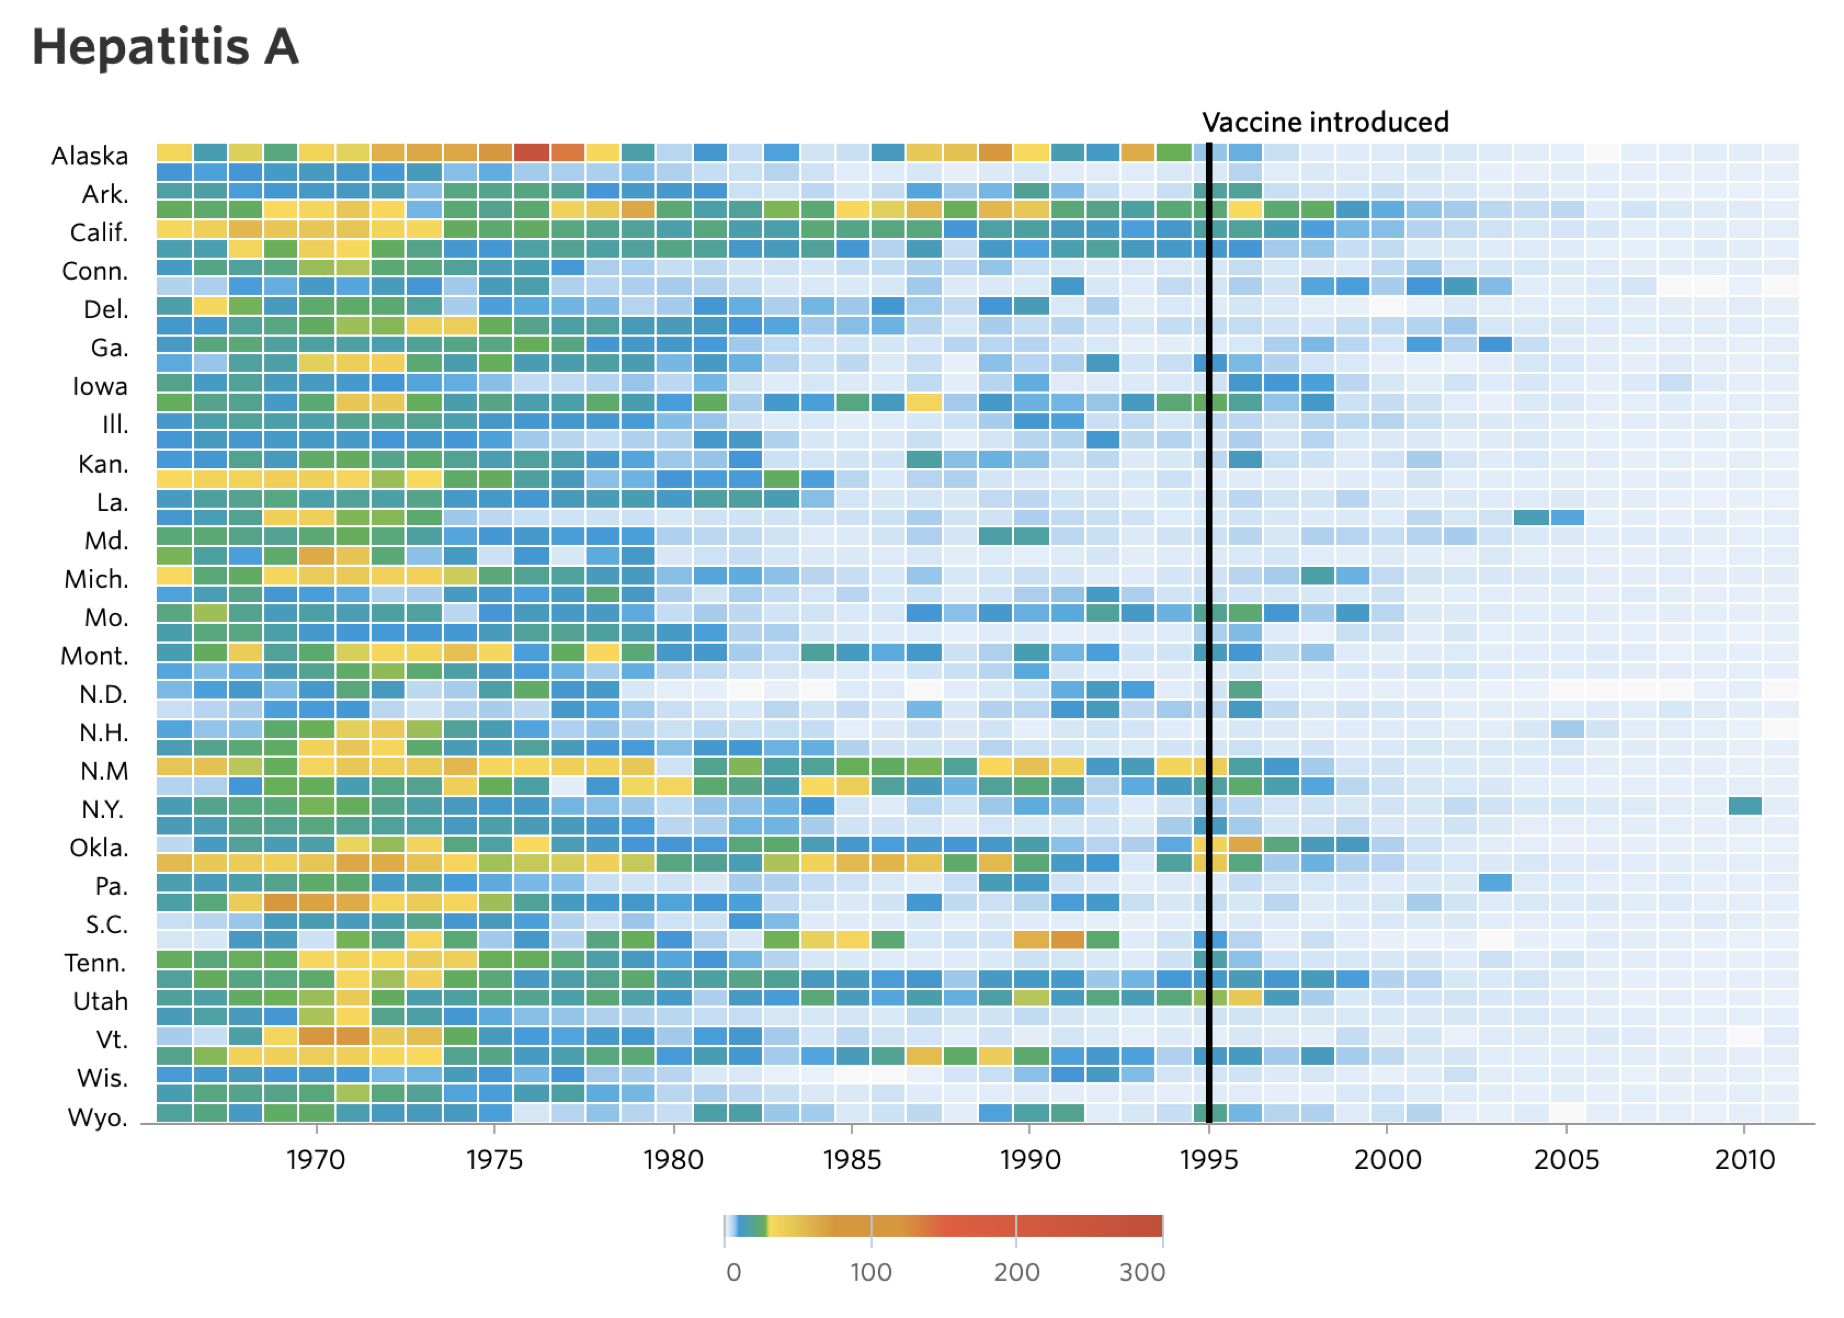 Hepatitis A
Vaccine introduced
Alaska
Ark.
Calif.
Conn.
Del.
Ga.
Iowa
Ill.
Kan.
La.
Md.
Mich.
Mo.
Mont.
N.D.
N.H.
N.M
N.Y.
Okla.
Pa.
S.C.
Tenn.
Utah
Vt.
Wis.
Wyo.
1970 1975 1980 1985 1990 1995 2000 2005 2010
0 100 200 300